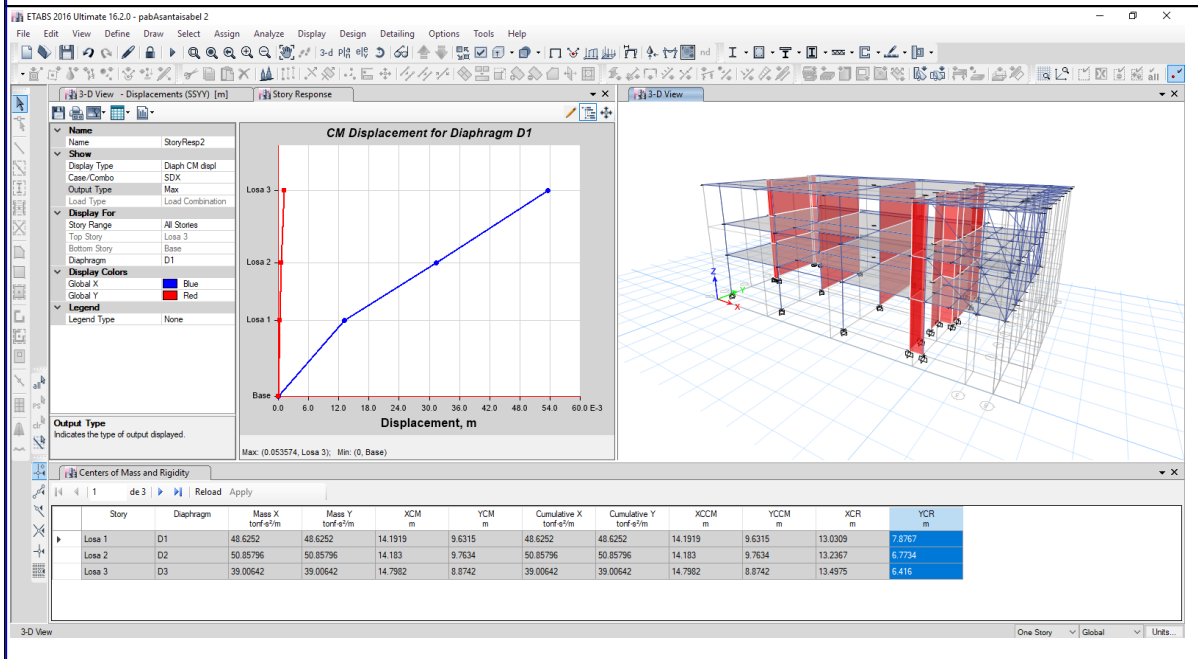 ETABS 2016 Ultimate 16.2.0 - pabAsantaisabel 2
File Edit View Define Draw Select Assign Analyze Display Design Detailing Options Tools Help
3-d
nd
3-D View - Displacements (SSYY) [m]
Story Response
3-D View
Name
Name StoryResp2
Show
Display Type Diaph CM displ
Case/Combo SDX
Output Type Max
Load Type Load Combination
Display For
Story Range All Stories
Top Story Losa 3
Bottom Story Base
Diaphragm D1
Display Colors
Global X Blue
Global Y Red
Legend
Legend Type None
Output Type
Indicates the type of output displayed.
CM Displacement for Diaphragm D1
Losa 3
Losa 2
Losa 1
Base
0.0 6.0 12.0 18.0 24.0 30.0 36.0 42.0 48.0 54.0 60.0 E-3
Displacement, m
Max: (0.053574, Losa 3); Min: (0, Base)
Z
Y
X
all
PS
clr
Centers of Mass and Rigidity
1 de 3 Reload Apply
Story Diaphragm Mass X Mass Y XCM YCM Cumulative X Cumulative Y XCCM YCCM XCR YCR
tonf-s²/m tonf-s²/m m m tonf-s²/m tonf-s²/m m m m m
Losa 1 D1 48.6252 48.6252 14.1919 9.6315 48.6252 48.6252 14.1919 9.6315 13.0309 7.8767
Losa 2 D2 50.85796 50.85796 14.183 9.7634 50.85796 50.85796 14.183 9.7634 13.2367 6.7734
Losa 3 D3 39.00642 39.00642 14.7982 8.8742 39.00642 39.00642 14.7982 8.8742 13.4975 6.416
3-D View
One Story Global Units...